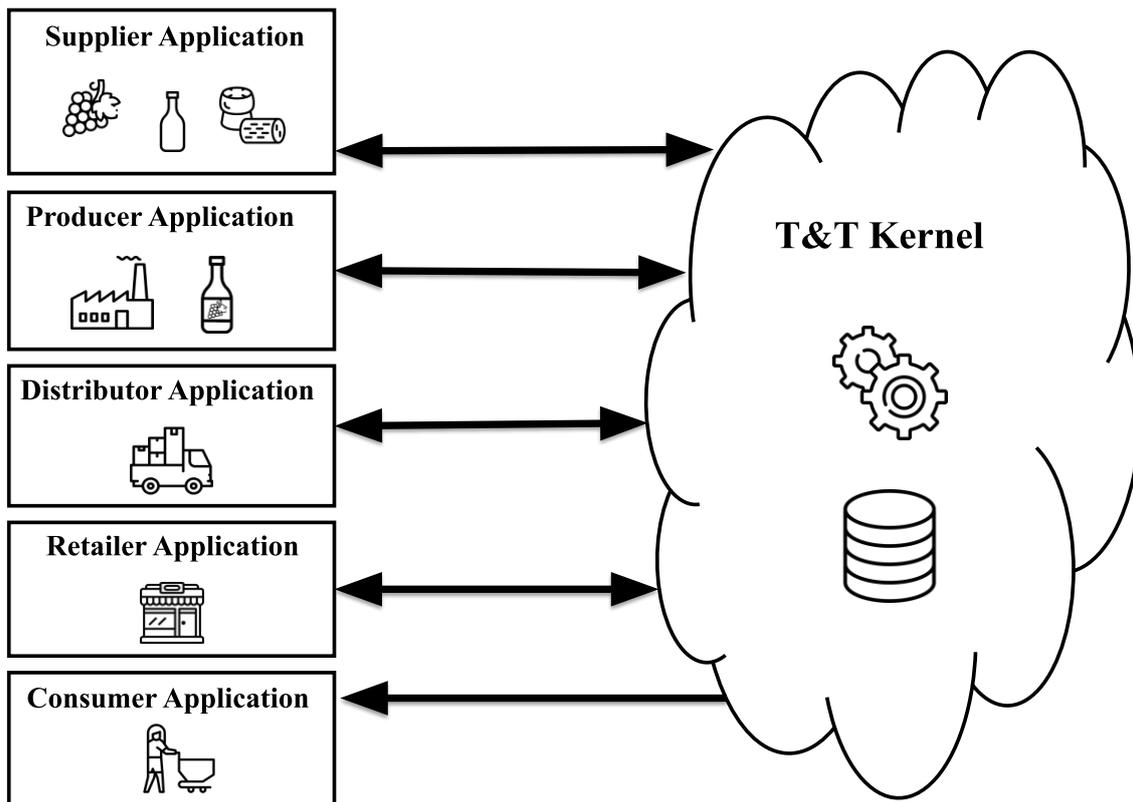 Supplier Application
Producer Application
T&T Kernel
Distributor Application
Retailer Application
Consumer Application